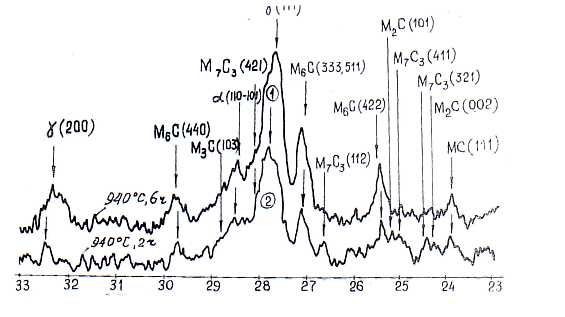 (111)
M₂C(101)
M₇C₃(411)
M₇C₃(421)
M₆C(333,511)
M₇C₃(321)
α(110-101)
M₆C(422)
M₂C(002)
①
γ(200)
M₆C(440)
M₃C(103)
M₇C₃(112)
MC(111)
940°C, 6ч
②
940°C, 2ч
33 32 31 30 29 28 27 26 25 24 23